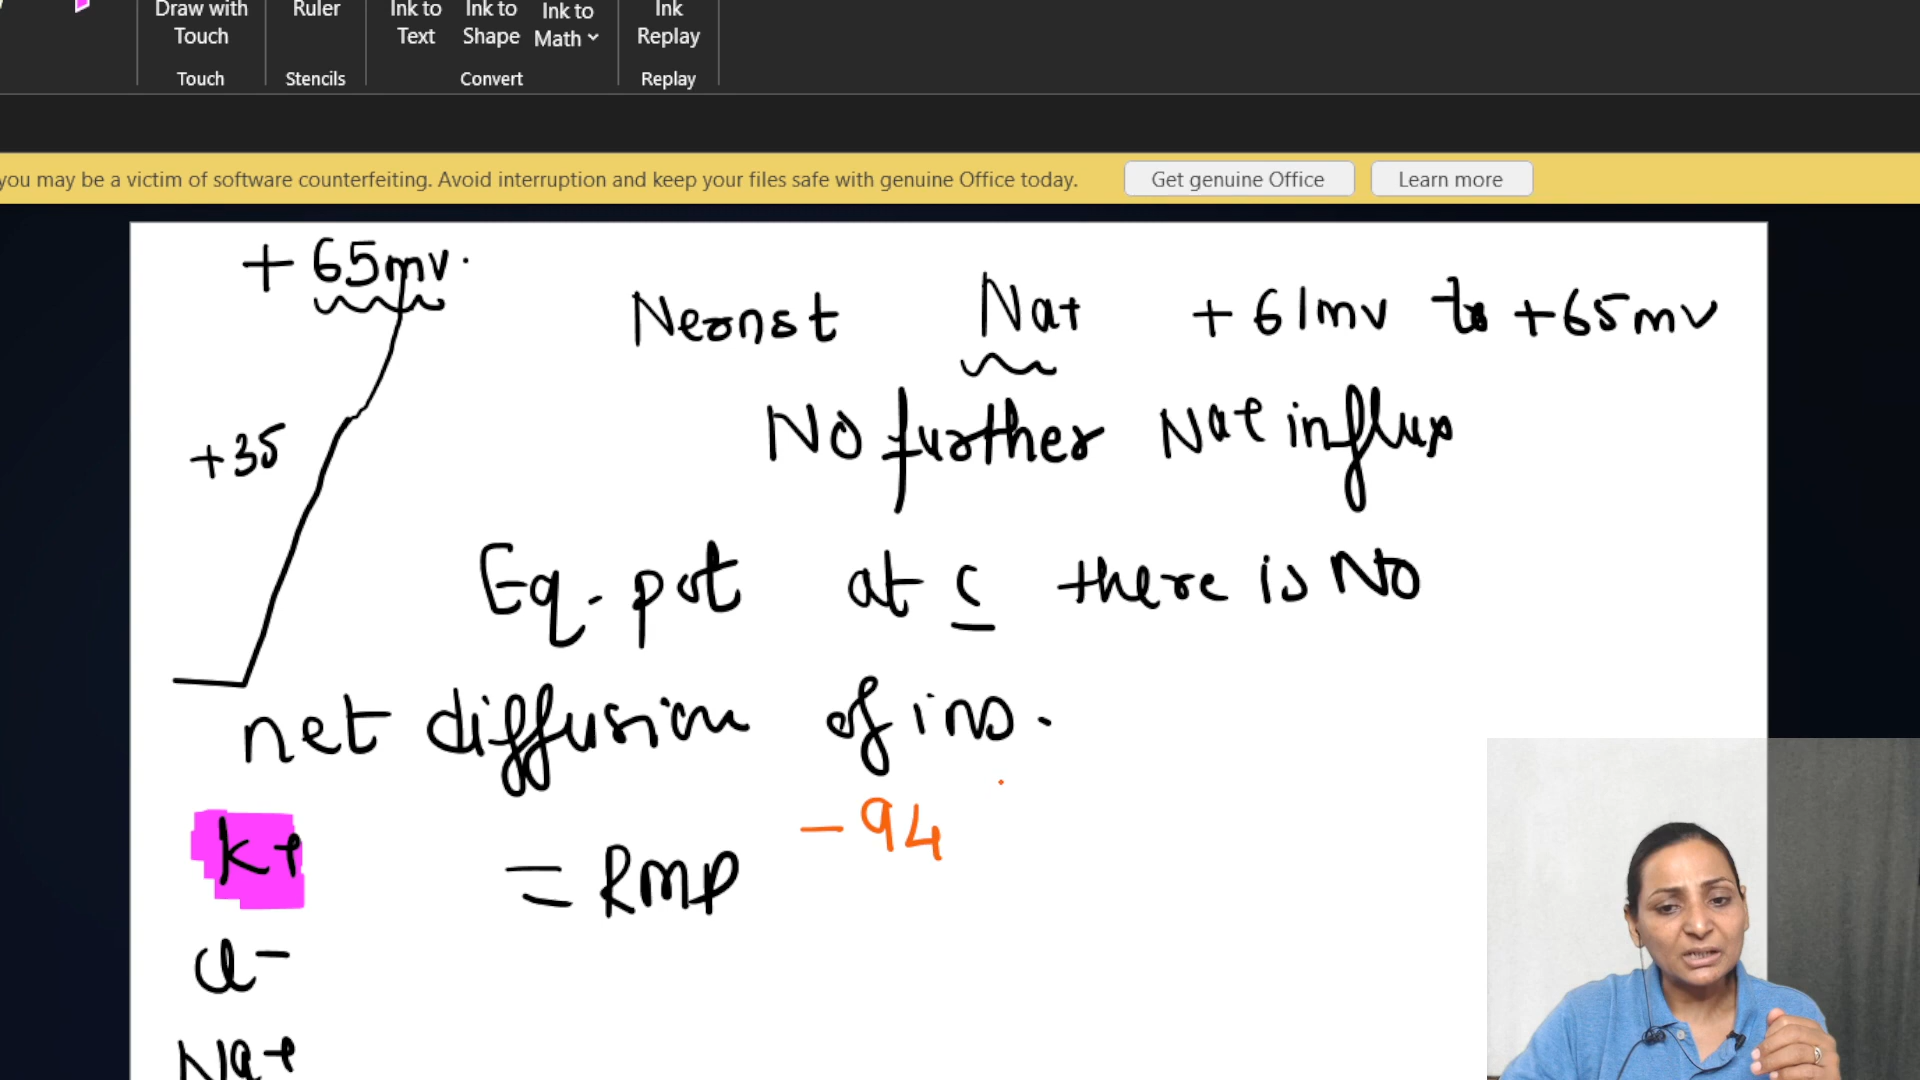 Draw with Touch
Ruler
Ink to Text
Ink to Shape
Ink to Math
Ink Replay
Touch
Stencils
Convert
Replay
you may be a victim of software counterfeiting. Avoid interruption and keep your files safe with genuine Office today.
Get genuine Office
Learn more
+ 65mv.
Nernst Na+ +61mv to +65mv
+35
No further Na+ influx
Eq. pot at c there is No
net diffusion of ins.
- 94
K+ = RMP
Cl-
Na+